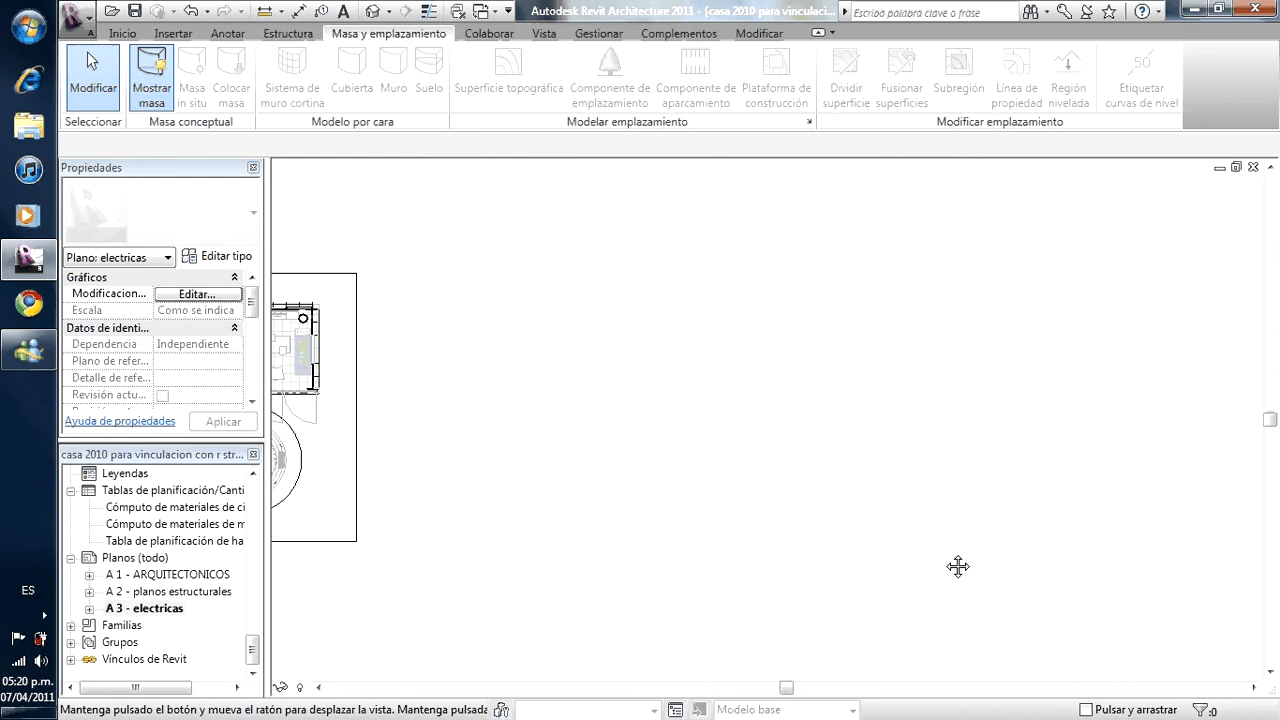 Autodesk Revit Architecture 2011 - [casa 2010 para vinculaci...
Escriba palabra clave o frase
Inicio Insertar Anotar Estructura Masa y emplazamiento Colaborar Vista Gestionar Complementos Modificar
Modificar
Mostrar masa
Masa in situ
Colocar masa
Sistema de muro cortina
Cubierta
Muro
Suelo
Superficie topográfica
Componente de emplazamiento
Componente de aparcamiento
Plataforma de construcción
Dividir superficie
Fusionar superficies
Subregión
Línea de propiedad
Región nivelada
50
Etiquetar curvas de nivel
Seleccionar Masa conceptual Modelo por cara Modelar emplazamiento Modificar emplazamiento
Propiedades
Plano: electricas Editar tipo
Gráficos
Modificacion... Editar...
Escala Como se indica
Datos de identi...
Dependencia Independiente
Plano de refer...
Detalle de refe...
Revisión actu...
Ayuda de propiedades Aplicar
casa 2010 para vinculacion con r str...
Leyendas
Tablas de planificación/Canti
Cómputo de materiales de ci
Cómputo de materiales de m
Tabla de planificación de ha
Planos (todo)
A 1 - ARQUITECTONICOS
A 2 - planos estructurales
A 3 - electricas
Familias
Grupos
Vínculos de Revit
ES
05:20 p.m.
07/04/2011
Mantenga pulsado el botón y mueva el ratón para desplazar la vista. Mantenga pulsada
Modelo base
Pulsar y arrastrar
:0